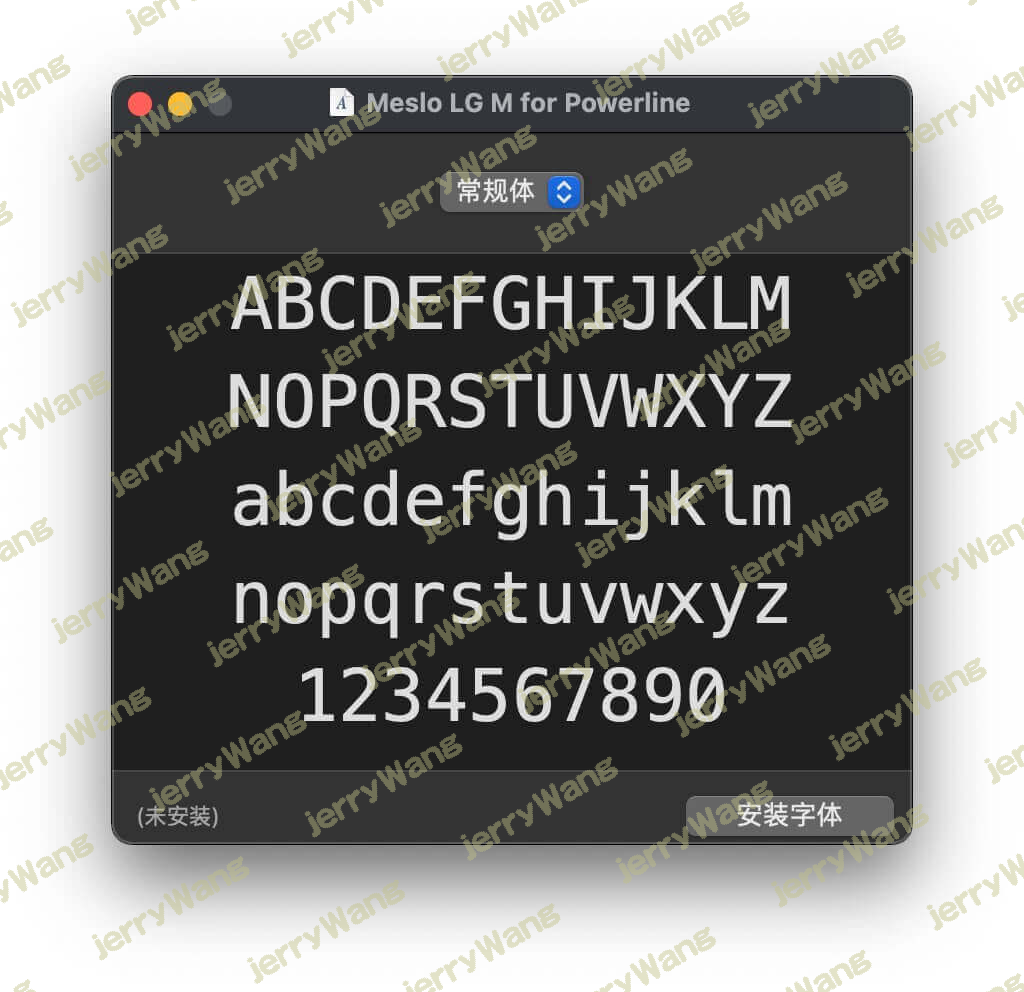 Meslo LG M for Powerline
常规体
ABCDEFGHIJKLM
NOPQRSTUVWXYZ
abcdefghijklm
nopqrstuvwxyz
1234567890
(未安装)
安装字体
jerryWang